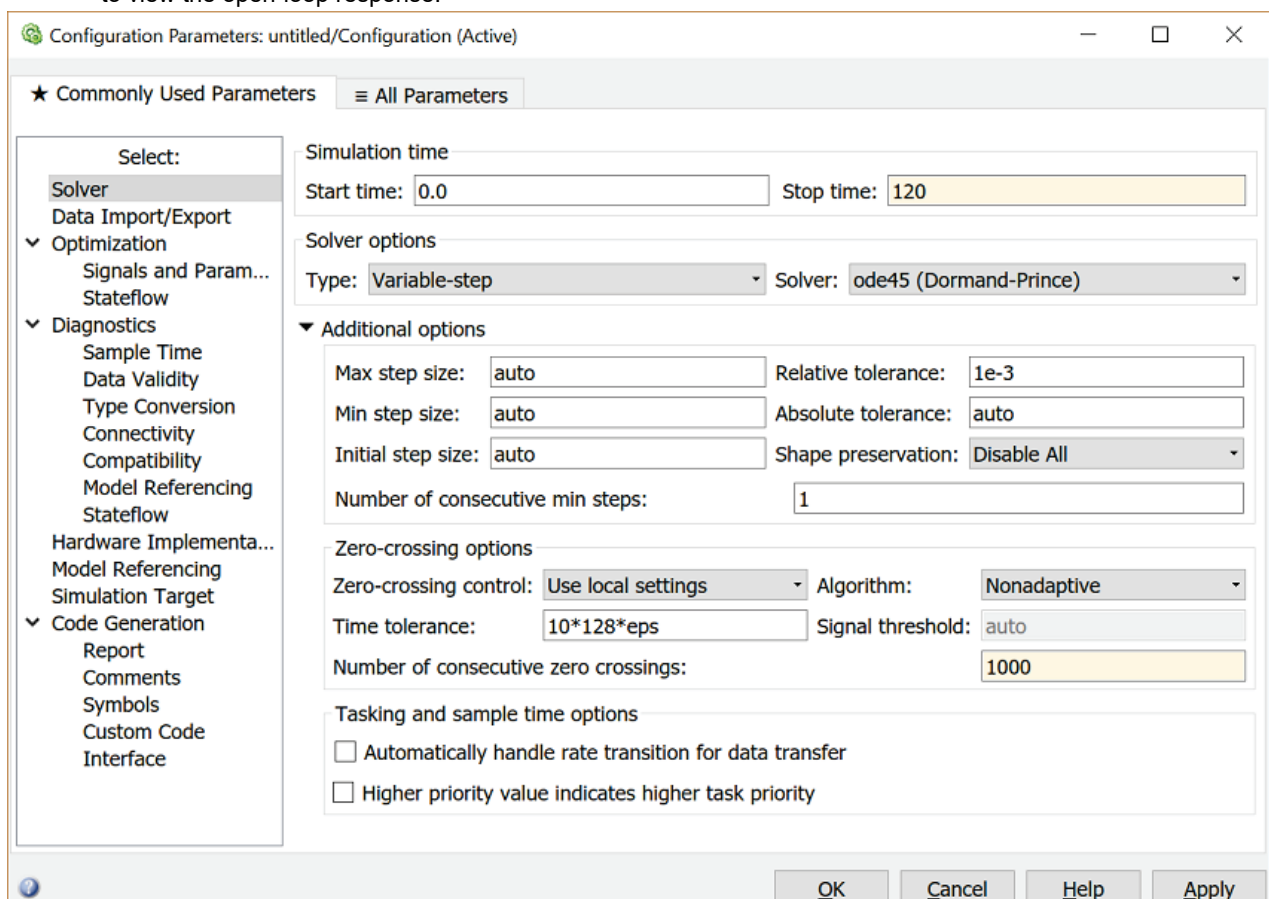 to view the open-loop response.
Configuration Parameters: untitled/Configuration (Active)
★ Commonly Used Parameters ≡ All Parameters
Select:
Solver
Data Import/Export
Optimization
Signals and Param...
Stateflow
Diagnostics
Sample Time
Data Validity
Type Conversion
Connectivity
Compatibility
Model Referencing
Stateflow
Hardware Implementa...
Model Referencing
Simulation Target
Code Generation
Report
Comments
Symbols
Custom Code
Interface
Simulation time
Start time: 0.0 Stop time: 120
Solver options
Type: Variable-step Solver: ode45 (Dormand-Prince)
Additional options
Max step size: auto Relative tolerance: 1e-3
Min step size: auto Absolute tolerance: auto
Initial step size: auto Shape preservation: Disable All
Number of consecutive min steps: 1
Zero-crossing options
Zero-crossing control: Use local settings Algorithm: Nonadaptive
Time tolerance: 10*128*eps Signal threshold: auto
Number of consecutive zero crossings: 1000
Tasking and sample time options
Automatically handle rate transition for data transfer
Higher priority value indicates higher task priority
OK Cancel Help Apply